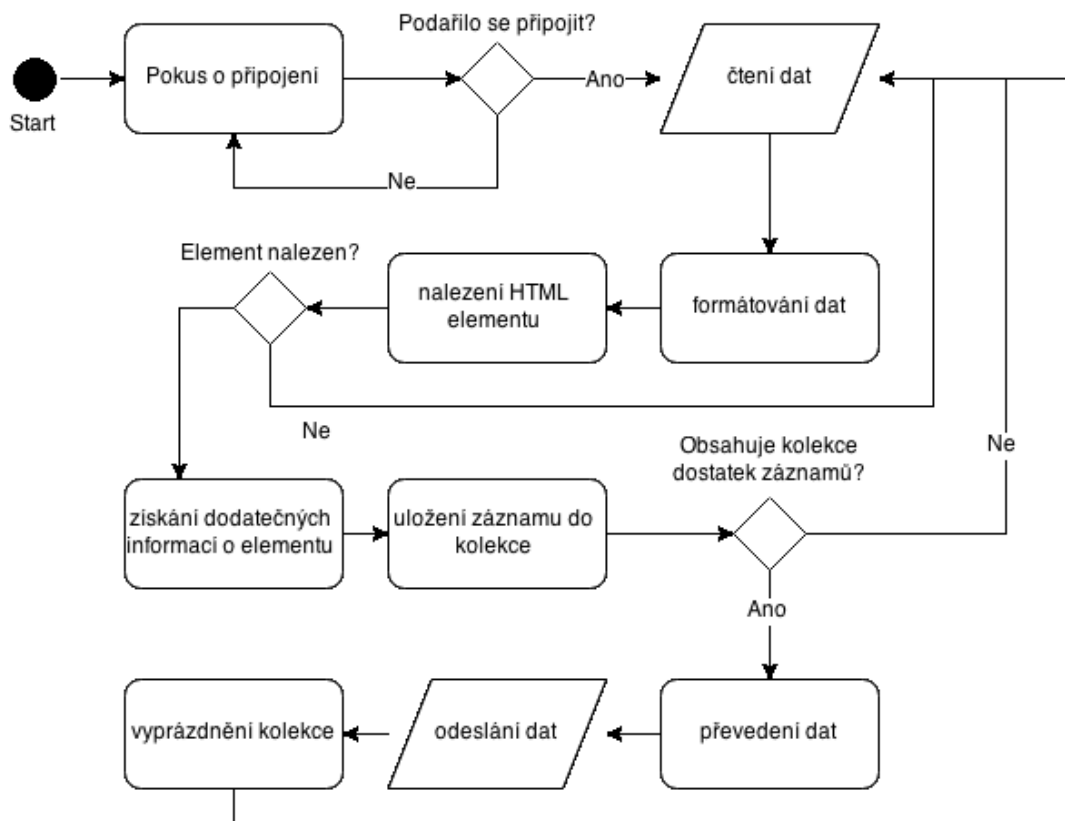 Podařilo se připojit?
Pokus o připojení
Ano
čtení dat
Start
Ne
Element nalezen?
nalezení HTML
elementu
formátování dat
Ne
Obsahuje kolekce
dostatek záznamů?
Ne
získání dodatečných
informací o elementu
uložení záznamu do
kolekce
Ano
vyprázdnění kolekce
odeslání dat
převedení dat